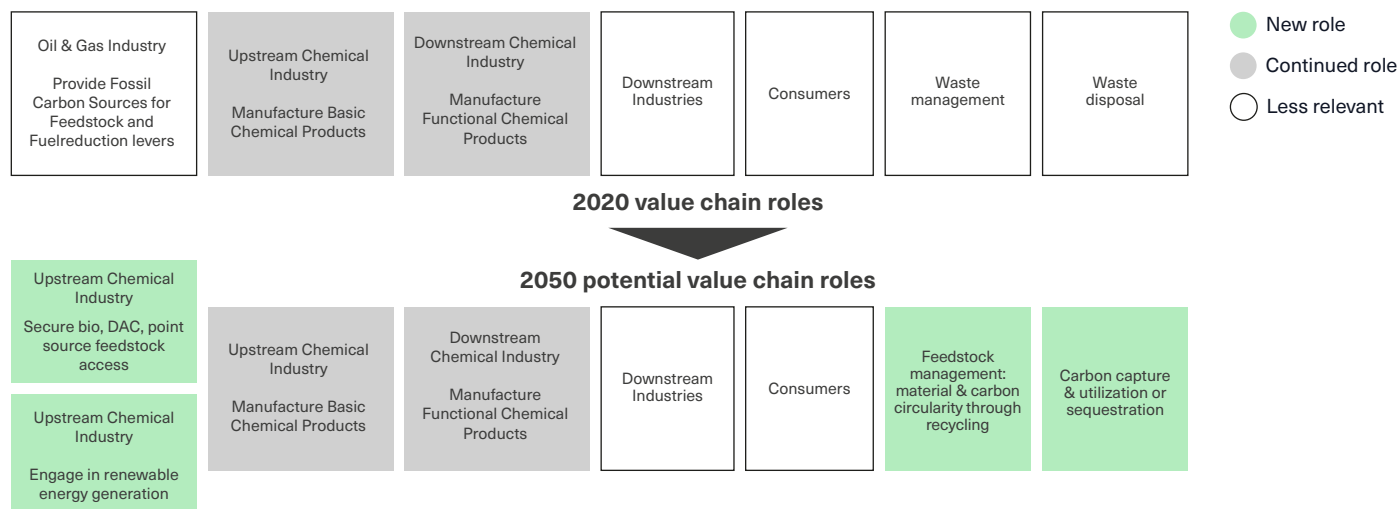 Oil & Gas Industry
Provide Fossil
Carbon Sources for
Feedstock and
Fuelreduction levers
Upstream Chemical
Industry
Manufacture Basic
Chemical Products
Downstream Chemical
Industry
Manufacture
Functional Chemical
Products
Downstream
Industries
Consumers
Waste
management
Waste
disposal
New role
Continued role
Less relevant
2020 value chain roles
2050 potential value chain roles
Upstream Chemical
Industry
Secure bio, DAC, point
source feedstock
access
Upstream Chemical
Industry
Engage in renewable
energy generation
Upstream Chemical
Industry
Manufacture Basic
Chemical Products
Downstream
Chemical Industry
Manufacture
Functional Chemical
Products
Downstream
Industries
Consumers
Feedstock
management:
material & carbon
circularity through
recycling
Carbon capture
& utilization or
sequestration